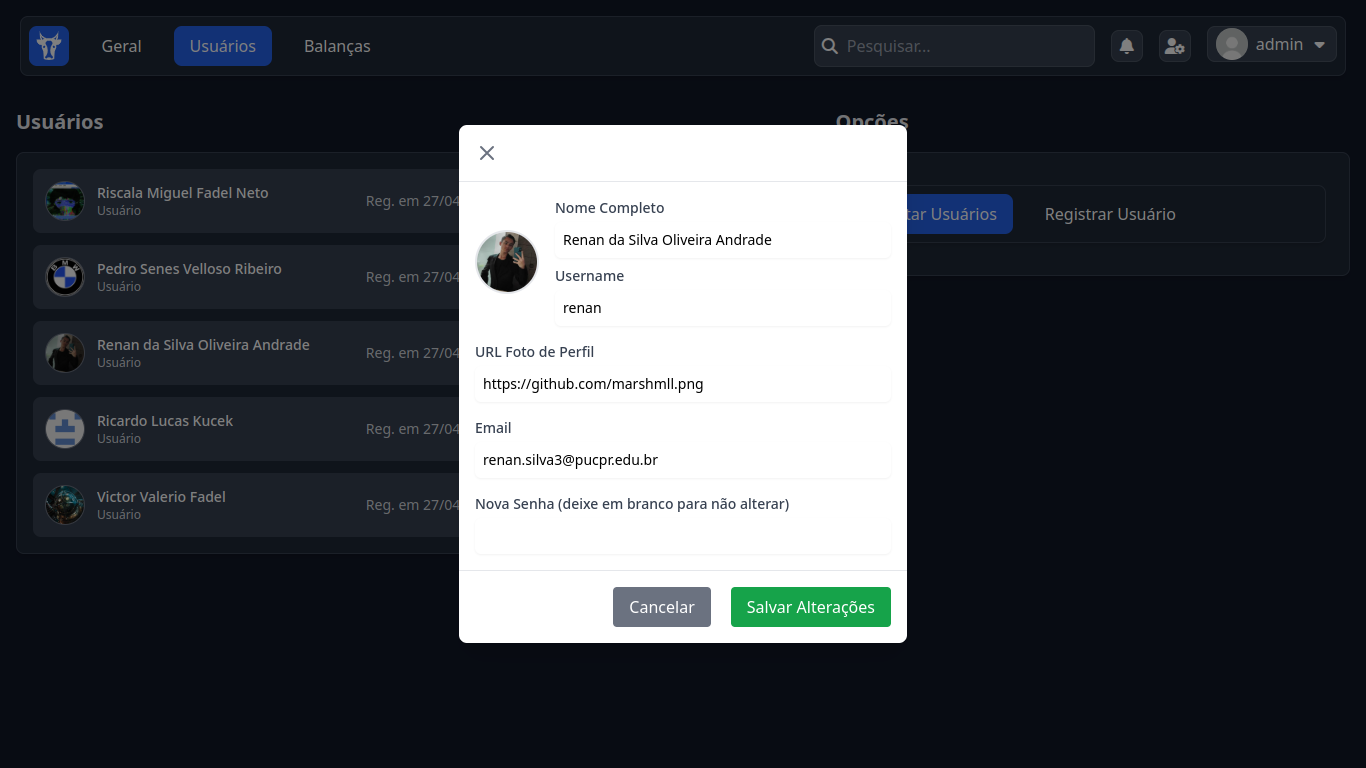 Geral
Usuários
Balanças
Pesquisar...
admin
Usuários
Opções
Riscala Miguel Fadel Neto
Usuário
Reg. em 27/04
Pedro Senes Velloso Ribeiro
Usuário
Reg. em 27/04
Renan da Silva Oliveira Andrade
Usuário
Reg. em 27/04
Ricardo Lucas Kucek
Usuário
Reg. em 27/04
Victor Valerio Fadel
Usuário
Reg. em 27/04
tar Usuários
Registrar Usuário
Nome Completo
Renan da Silva Oliveira Andrade
Username
renan
URL Foto de Perfil
https://github.com/marshmll.png
Email
renan.silva3@pucpr.edu.br
Nova Senha (deixe em branco para não alterar)
Cancelar
Salvar Alterações